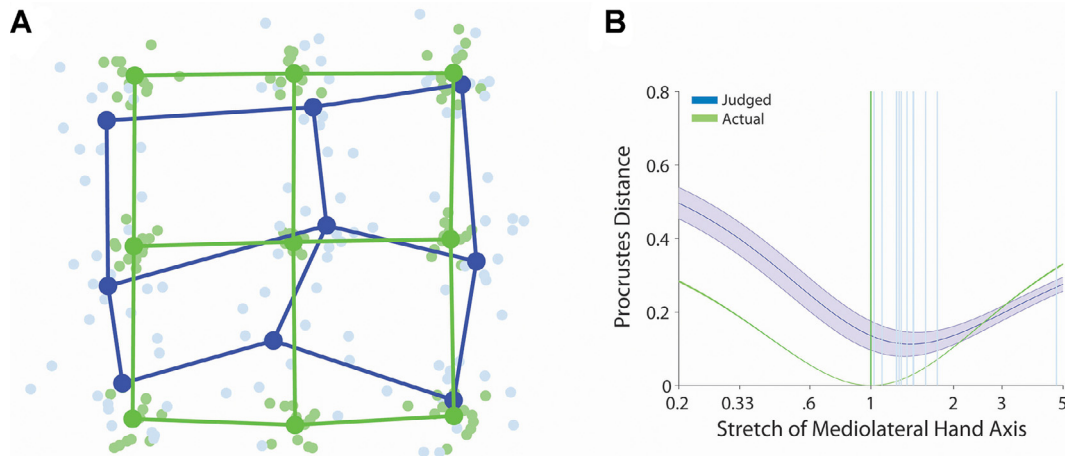 A
B
0.8
0.6
0.4
0.2
0
Judged
Actual
Procrustes Distance
0.2 0.33 .6 1 2 3 5
Stretch of Mediolateral Hand Axis